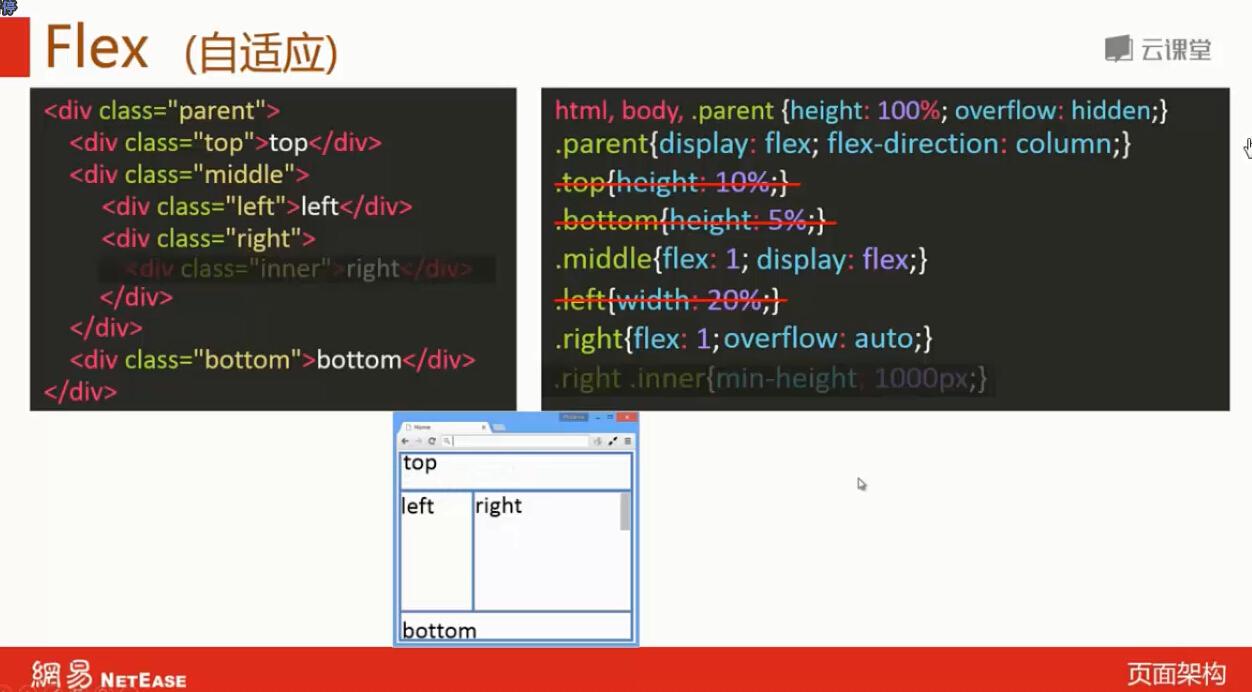 停
Flex (自适应)
云课堂
<div class="parent">
<div class="top">top</div>
<div class="middle">
<div class="left">left</div>
<div class="right">
<div class="inner">right</div>
</div>
</div>
<div class="bottom">bottom</div>
</div>
html, body, .parent {height: 100%; overflow: hidden;}
.parent{display: flex; flex-direction: column;}
.top{height: 10%;}
.bottom{height: 5%;}
.middle{flex: 1; display: flex;}
.left{width: 20%;}
.right{flex: 1;overflow: auto;}
.right .inner{min-height: 1000px;}
Home
top
left
right
bottom
網易 NETEASE
页面架构